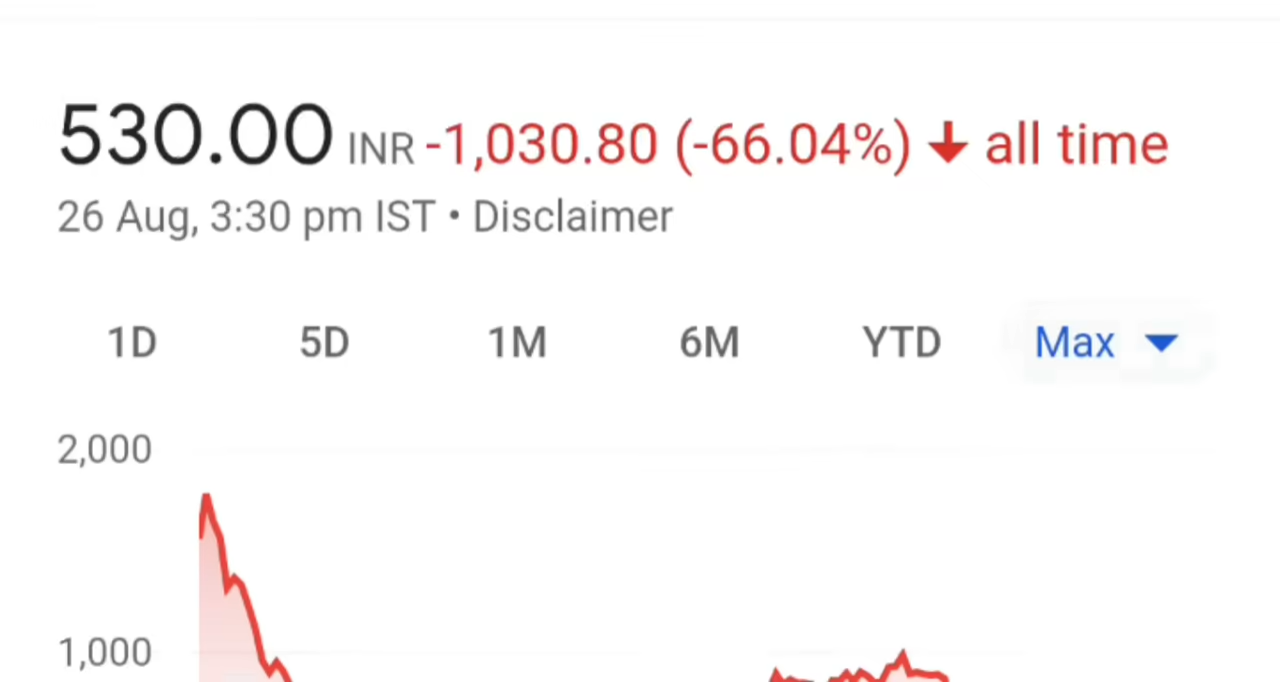 530.00 INR -1,030.80 (-66.04%) ↓ all time
26 Aug, 3:30 pm IST • Disclaimer
1D 5D 1M 6M YTD Max
2,000
1,000